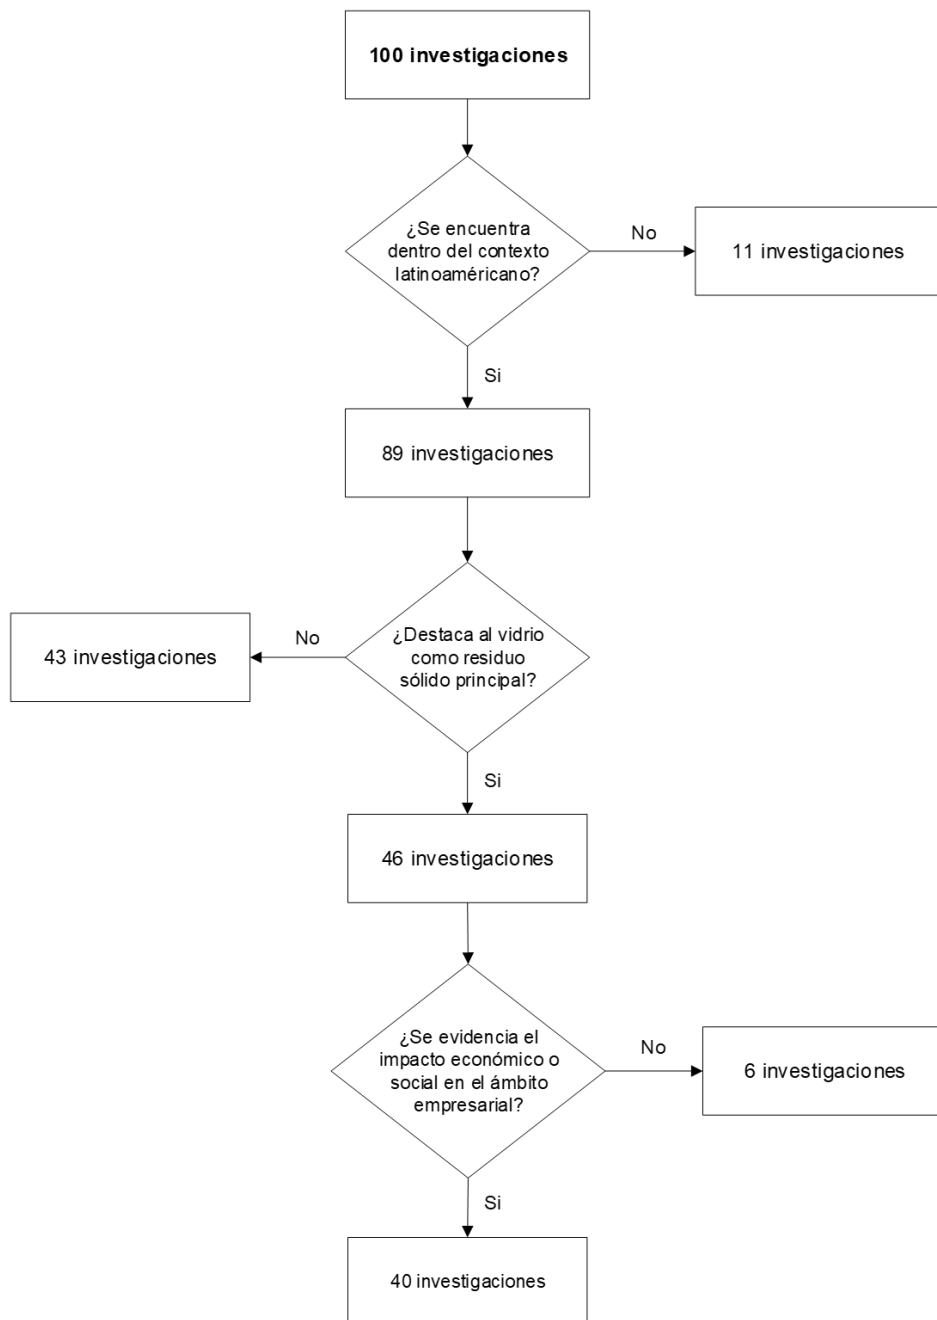 100 investigaciones
¿Se encuentra
dentro del contexto
latinoaméricano?
No
11 investigaciones
Si
89 investigaciones
¿Destaca al vidrio
como residuo
sólido principal?
No
43 investigaciones
Si
46 investigaciones
¿Se evidencia el
impacto económico o
social en el ámbito
empresarial?
No
6 investigaciones
Si
40 investigaciones